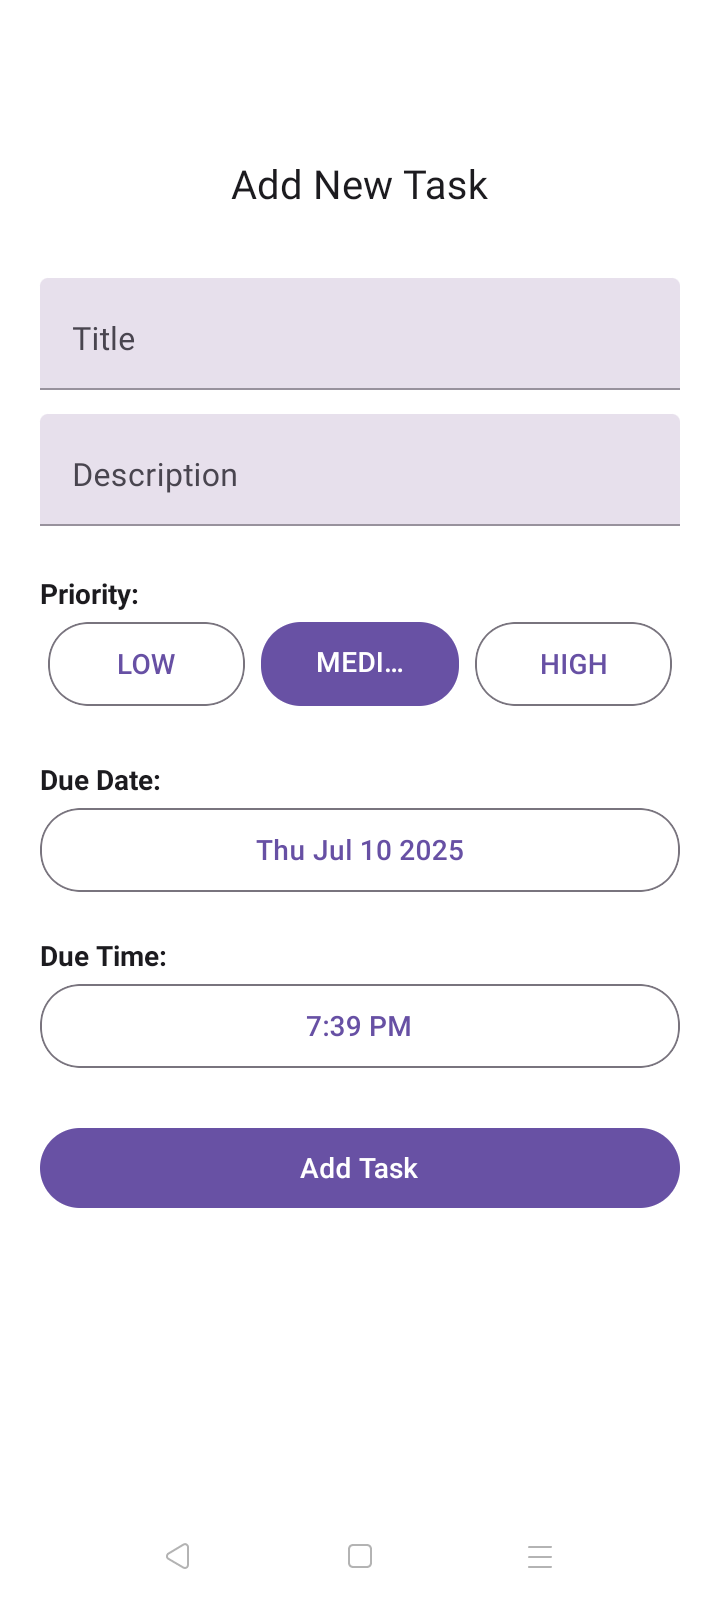 Add New Task
Title
Description
Priority:
LOW MEDI... HIGH
Due Date:
Thu Jul 10 2025
Due Time:
7:39 PM
Add Task